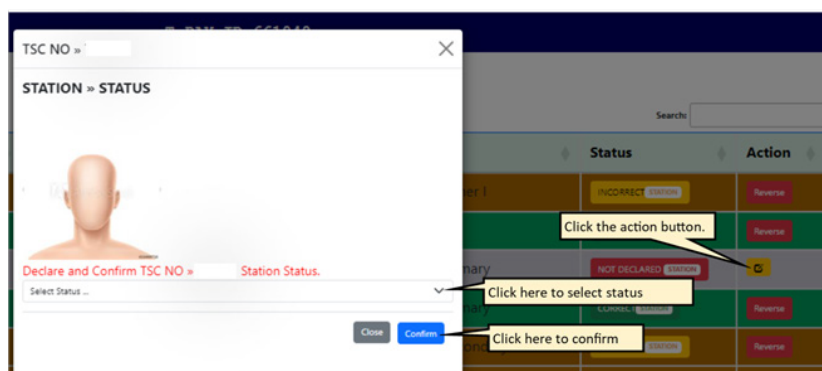 TSC NO »
STATION » STATUS
Search:
Status Action
INCORRECT STATION Reverse
Click the action button.
Reverse
Declare and Confirm TSC NO » Station Status.
NOT DECLARED STATION
Select Status ...
Click here to select status
CORRECT STATION Reverse
Close Confirm
Click here to confirm
STATION Reverse